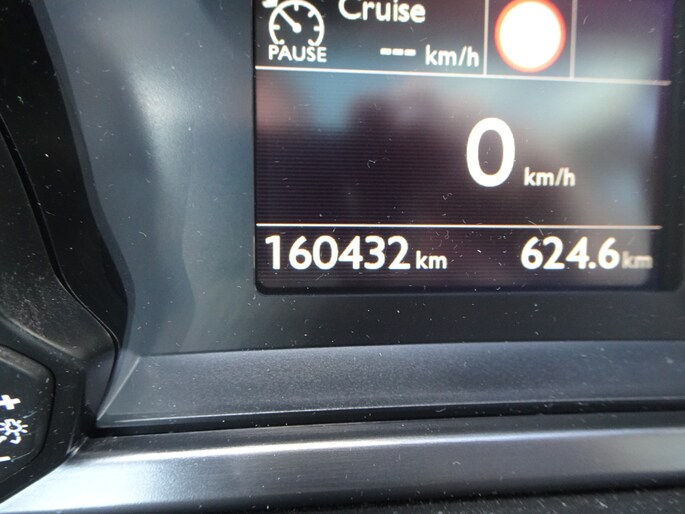 Cruise
PAUSE --- km/h
0 km/h
160432 km 624.6 km
+
-